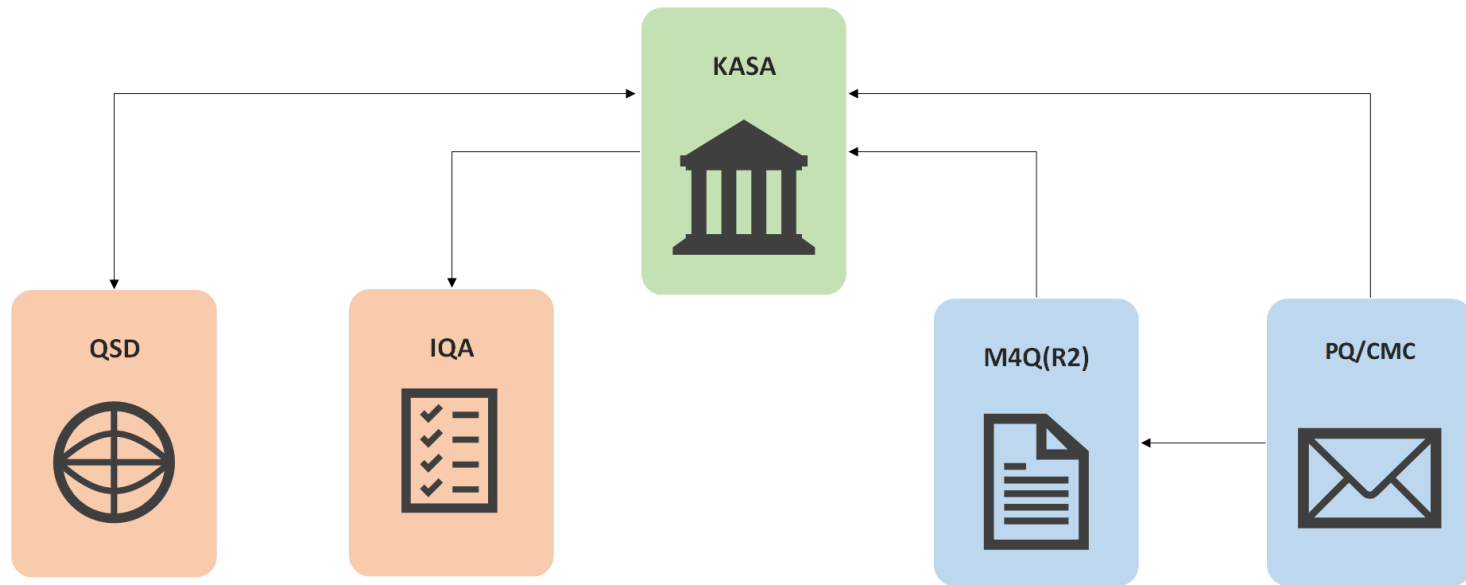 KASA
QSD
IQA
M4Q(R2)
PQ/CMC